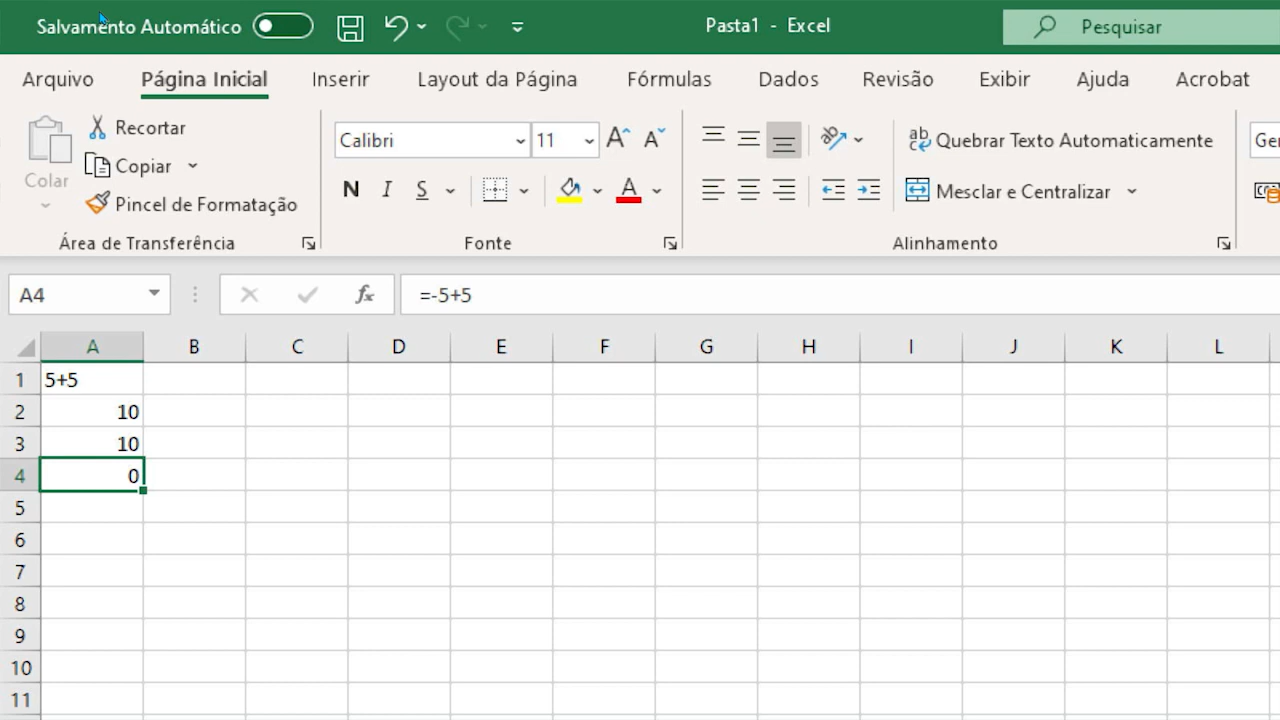 Salvamento Automático
Pasta1 - Excel
Pesquisar
Arquivo Página Inicial Inserir Layout da Página Fórmulas Dados Revisão Exibir Ajuda Acrobat
Colar
Recortar
Copiar
Pincel de Formatação
Área de Transferência
Calibri 11 A A
N I S A
Fonte
ab Quebrar Texto Automaticamente
Mesclar e Centralizar
Alinhamento
A4 fx =-5+5
A B C D E F G H I J K L
1 5+5
2 10
3 10
4 0
5
6
7
8
9
10
11